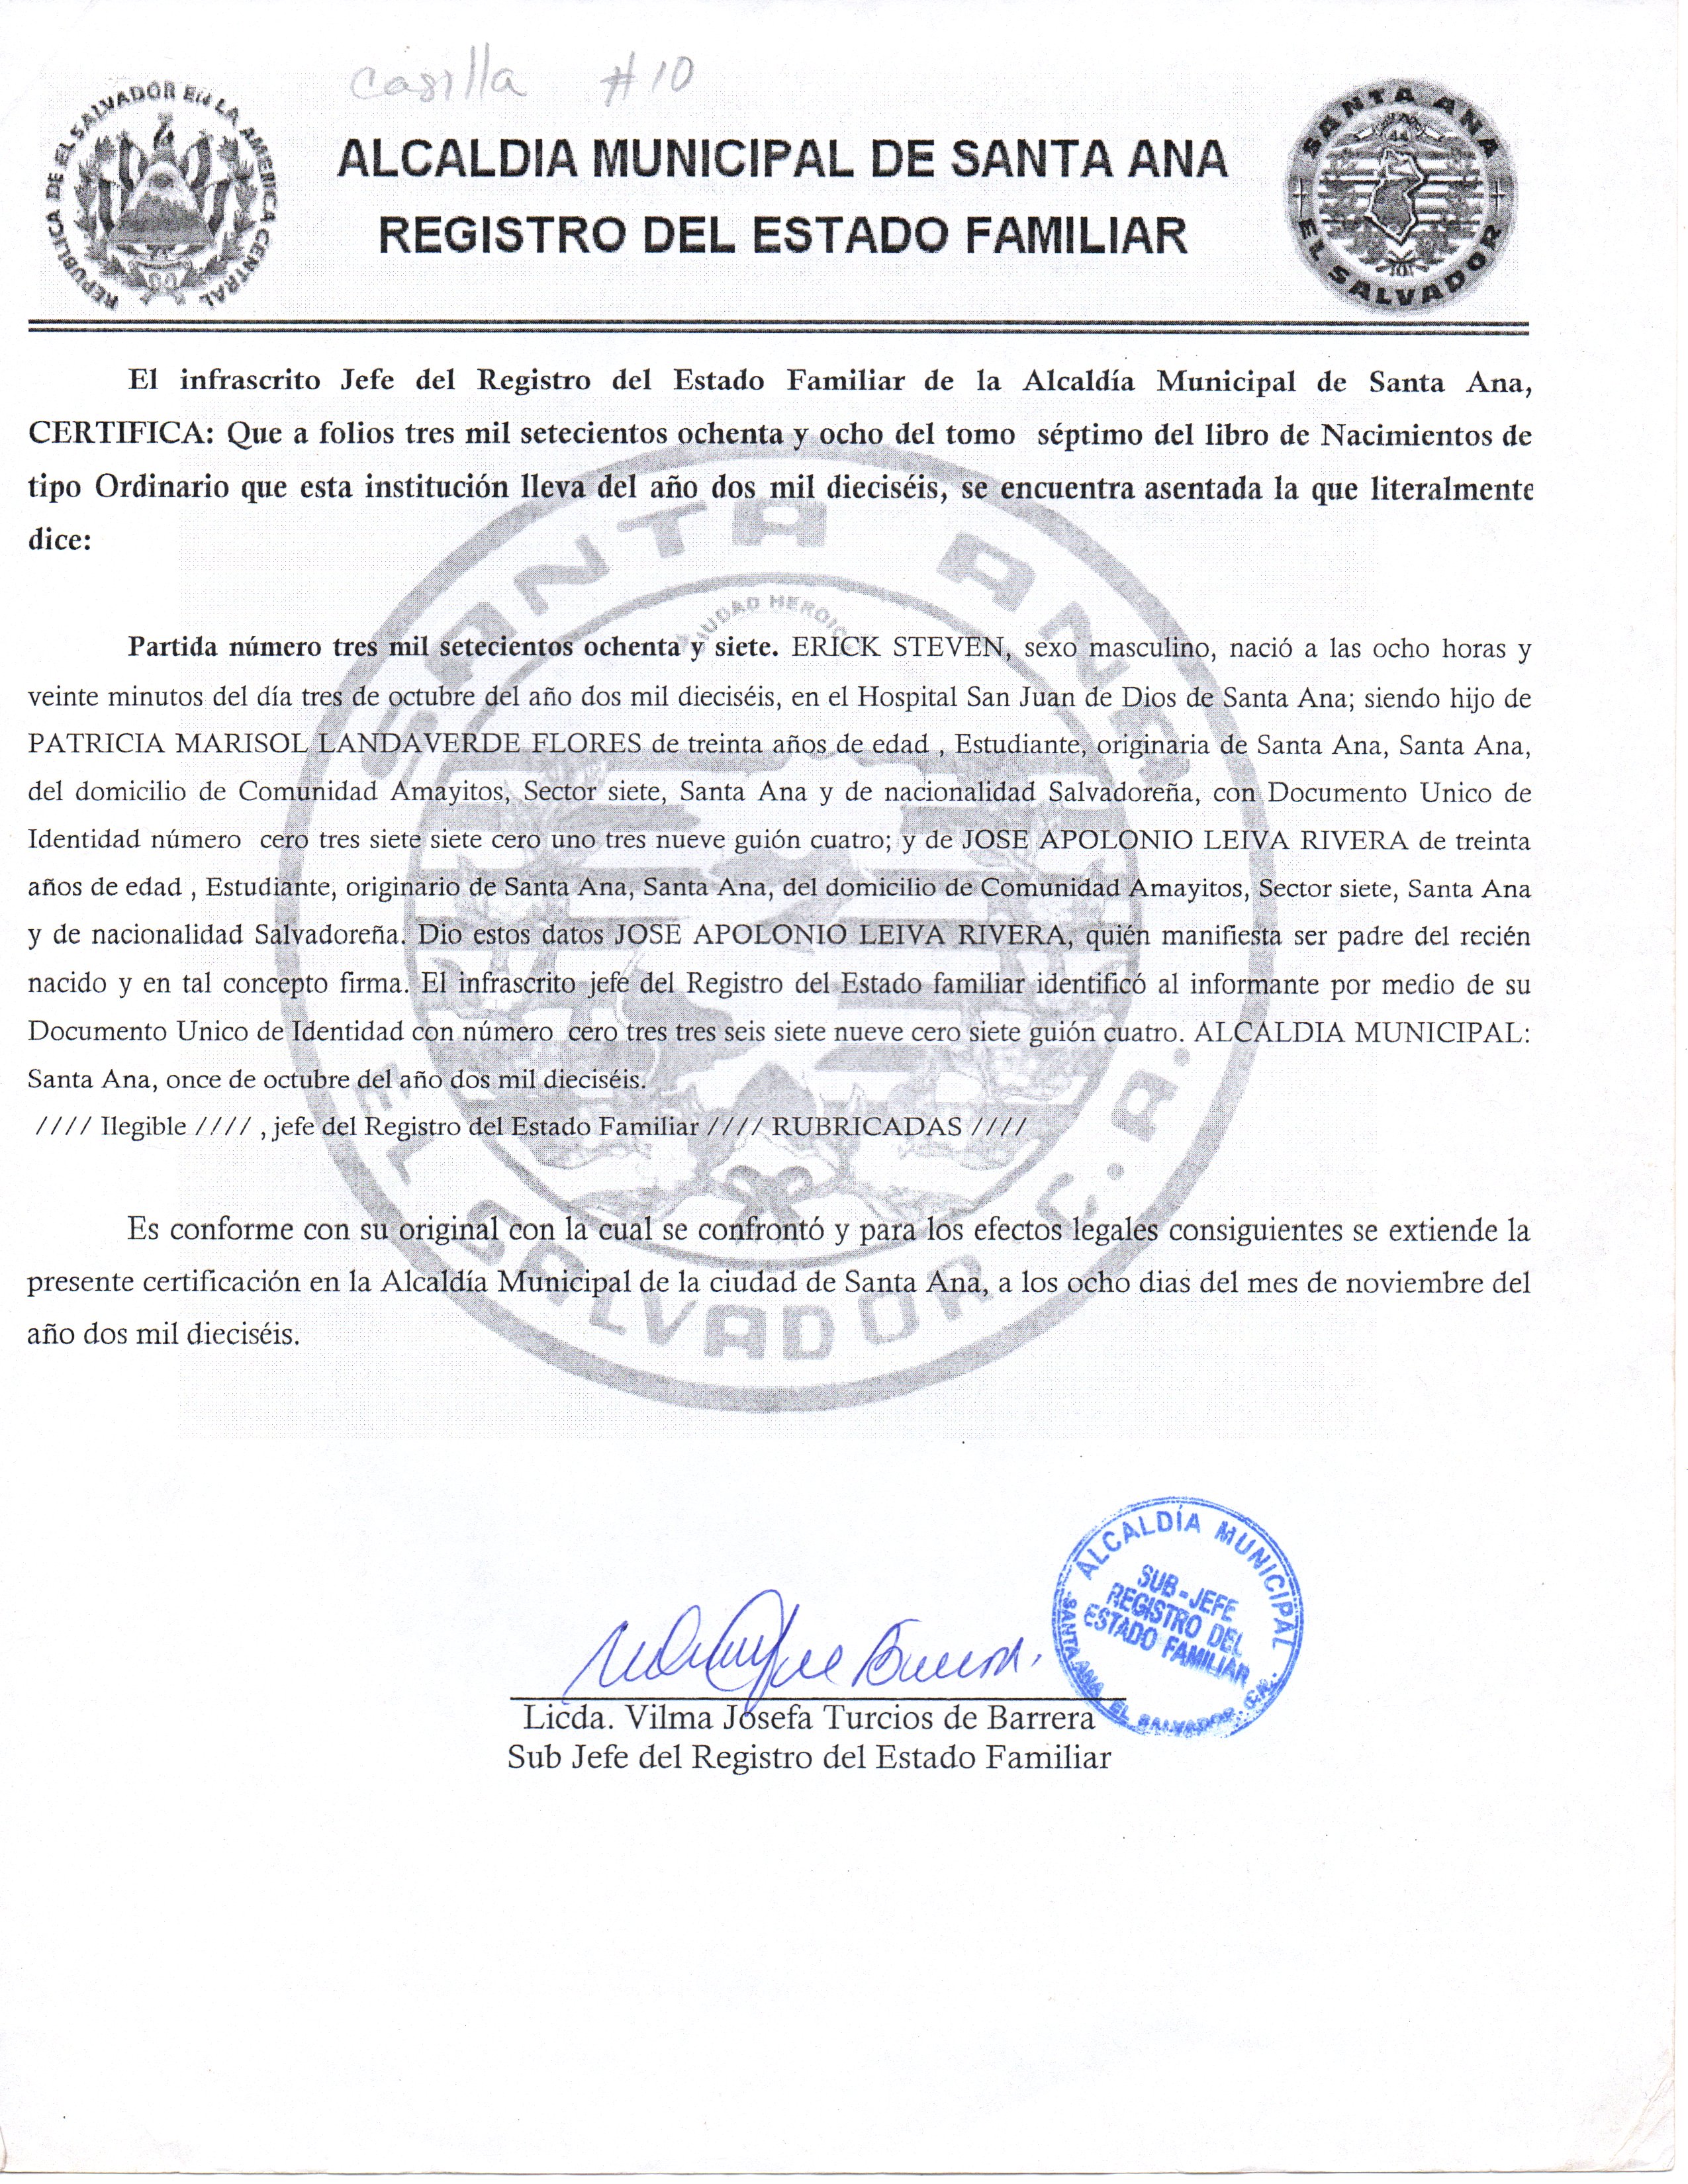 Casilla #10
REPUBLICA DE EL SALVADOR EN LA AMERICA CENTRAL
ALCALDIA MUNICIPAL DE SANTA ANA
REGISTRO DEL ESTADO FAMILIAR
SANTA ANA
EL SALVADOR
El infrascrito Jefe del Registro del Estado Familiar de la Alcaldía Municipal de Santa Ana,
CERTIFICA: Que a folios tres mil setecientos ochenta y ocho del tomo séptimo del libro de Nacimientos de
tipo Ordinario que esta institución lleva del año dos mil dieciséis, se encuentra asentada la que literalmente
dice:
SANTA ANA
CIUDAD HEROICA
EL SALVADOR C.A.
Partida número tres mil setecientos ochenta y siete. ERICK STEVEN, sexo masculino, nació a las ocho horas y
veinte minutos del día tres de octubre del año dos mil dieciséis, en el Hospital San Juan de Dios de Santa Ana; siendo hijo de
PATRICIA MARISOL LANDAVERDE FLORES de treinta años de edad , Estudiante, originaria de Santa Ana, Santa Ana,
del domicilio de Comunidad Amayitos, Sector siete, Santa Ana y de nacionalidad Salvadoreña, con Documento Unico de
Identidad número cero tres siete siete cero uno tres nueve guión cuatro; y de JOSE APOLONIO LEIVA RIVERA de treinta
años de edad , Estudiante, originario de Santa Ana, Santa Ana, del domicilio de Comunidad Amayitos, Sector siete, Santa Ana
y de nacionalidad Salvadoreña. Dio estos datos JOSE APOLONIO LEIVA RIVERA, quién manifiesta ser padre del recién
nacido y en tal concepto firma. El infrascrito jefe del Registro del Estado familiar identificó al informante por medio de su
Documento Unico de Identidad con número cero tres tres seis siete nueve cero siete guión cuatro. ALCALDIA MUNICIPAL:
Santa Ana, once de octubre del año dos mil dieciséis.
//// Ilegible //// , jefe del Registro del Estado Familiar //// RUBRICADAS ////
Es conforme con su original con la cual se confrontó y para los efectos legales consiguientes se extiende la
presente certificación en la Alcaldía Municipal de la ciudad de Santa Ana, a los ocho dias del mes de noviembre del
año dos mil dieciséis.
ALCALDÍA MUNICIPAL
SUB-JEFE
REGISTRO DEL
ESTADO FAMILIAR
SANTA ANA EL SALVADOR. C.A.
Licda. Vilma Josefa Turcios de Barrera
Sub Jefe del Registro del Estado Familiar